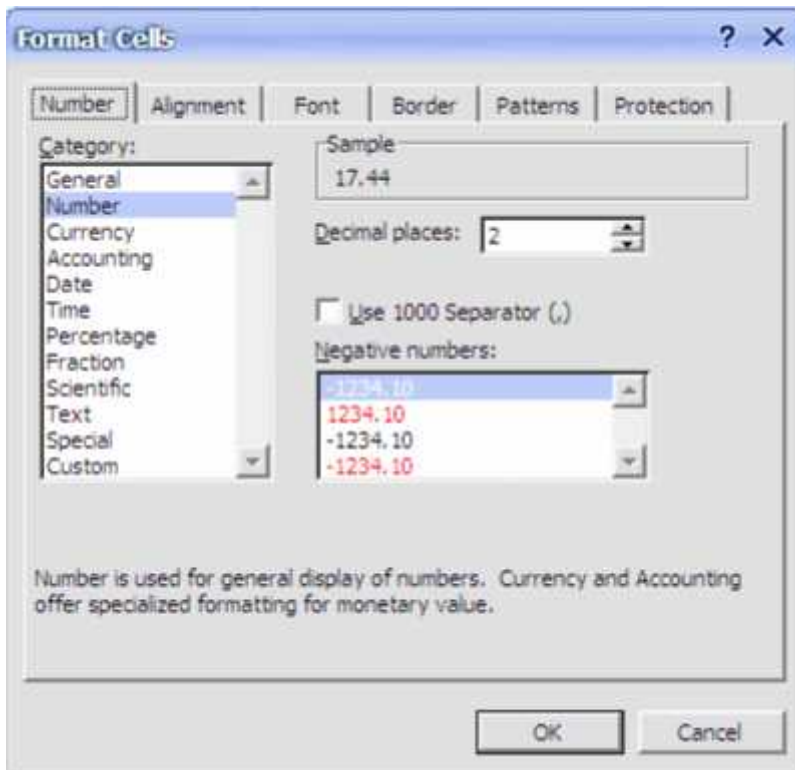 Format Cells
Number Alignment Font Border Patterns Protection
Category:
General
Number
Currency
Accounting
Date
Time
Percentage
Fraction
Scientific
Text
Special
Custom
Sample
17.44
Decimal places: 2
Use 1000 Separator (,)
Negative numbers:
-1234.10
1234.10
-1234.10
-1234.10
Number is used for general display of numbers. Currency and Accounting
offer specialized formatting for monetary value.
OK Cancel